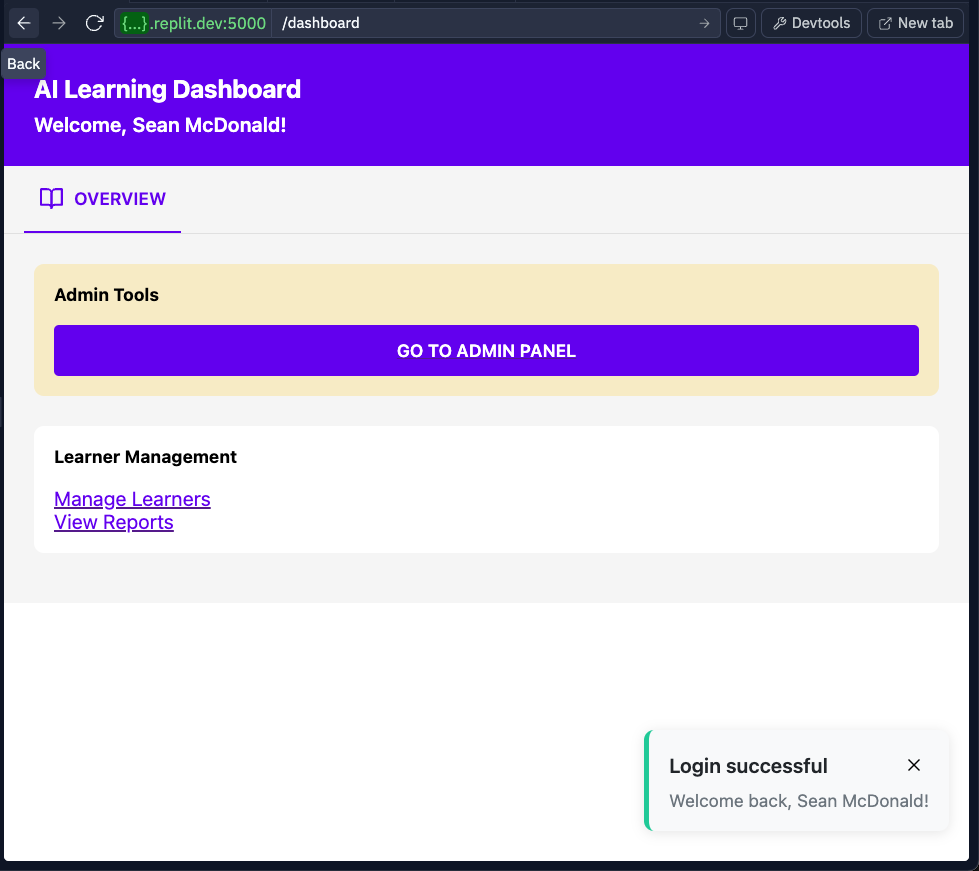 {...}.replit.dev:5000 /dashboard
Devtools
New tab
Back
AI Learning Dashboard
Welcome, Sean McDonald!
OVERVIEW
Admin Tools
GO TO ADMIN PANEL
Learner Management
Manage Learners
View Reports
Login successful
Welcome back, Sean McDonald!